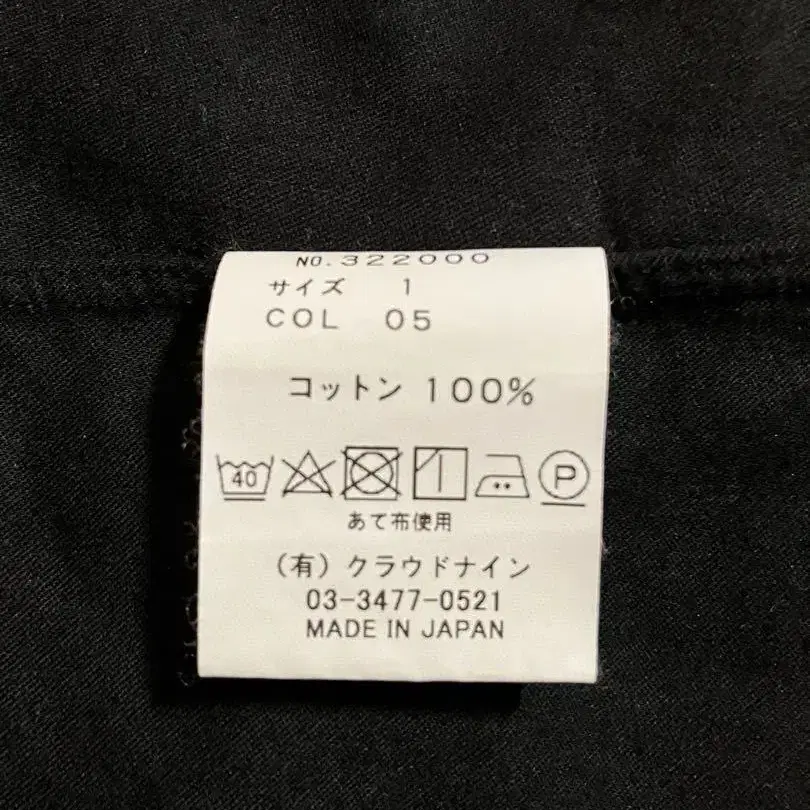 NO.322000
サイズ 1
COL 05
コットン 100%
40 P
あて布使用
(有) クラウドナイン
03-3477-0521
MADE IN JAPAN